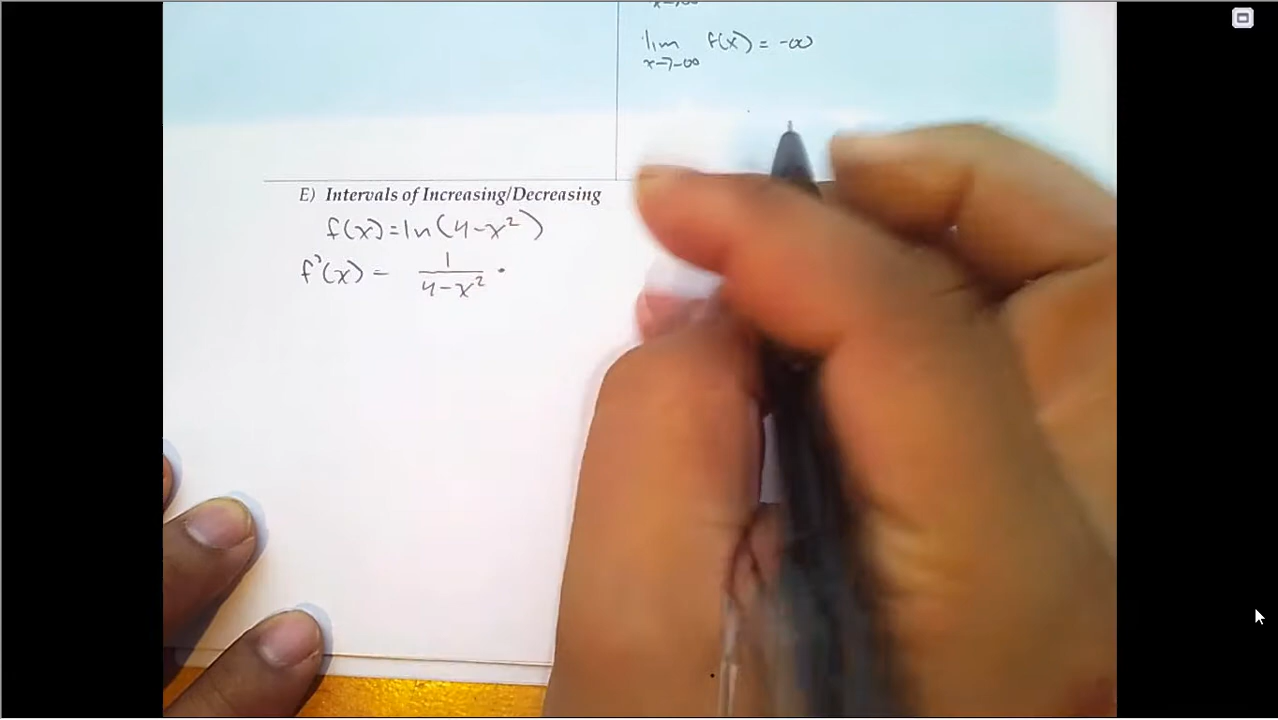 lim f(x) = -∞
x→-∞
E) Intervals of Increasing/Decreasing
f(x)=ln(4-x²)
f'(x) = 1/(4-x²) ·